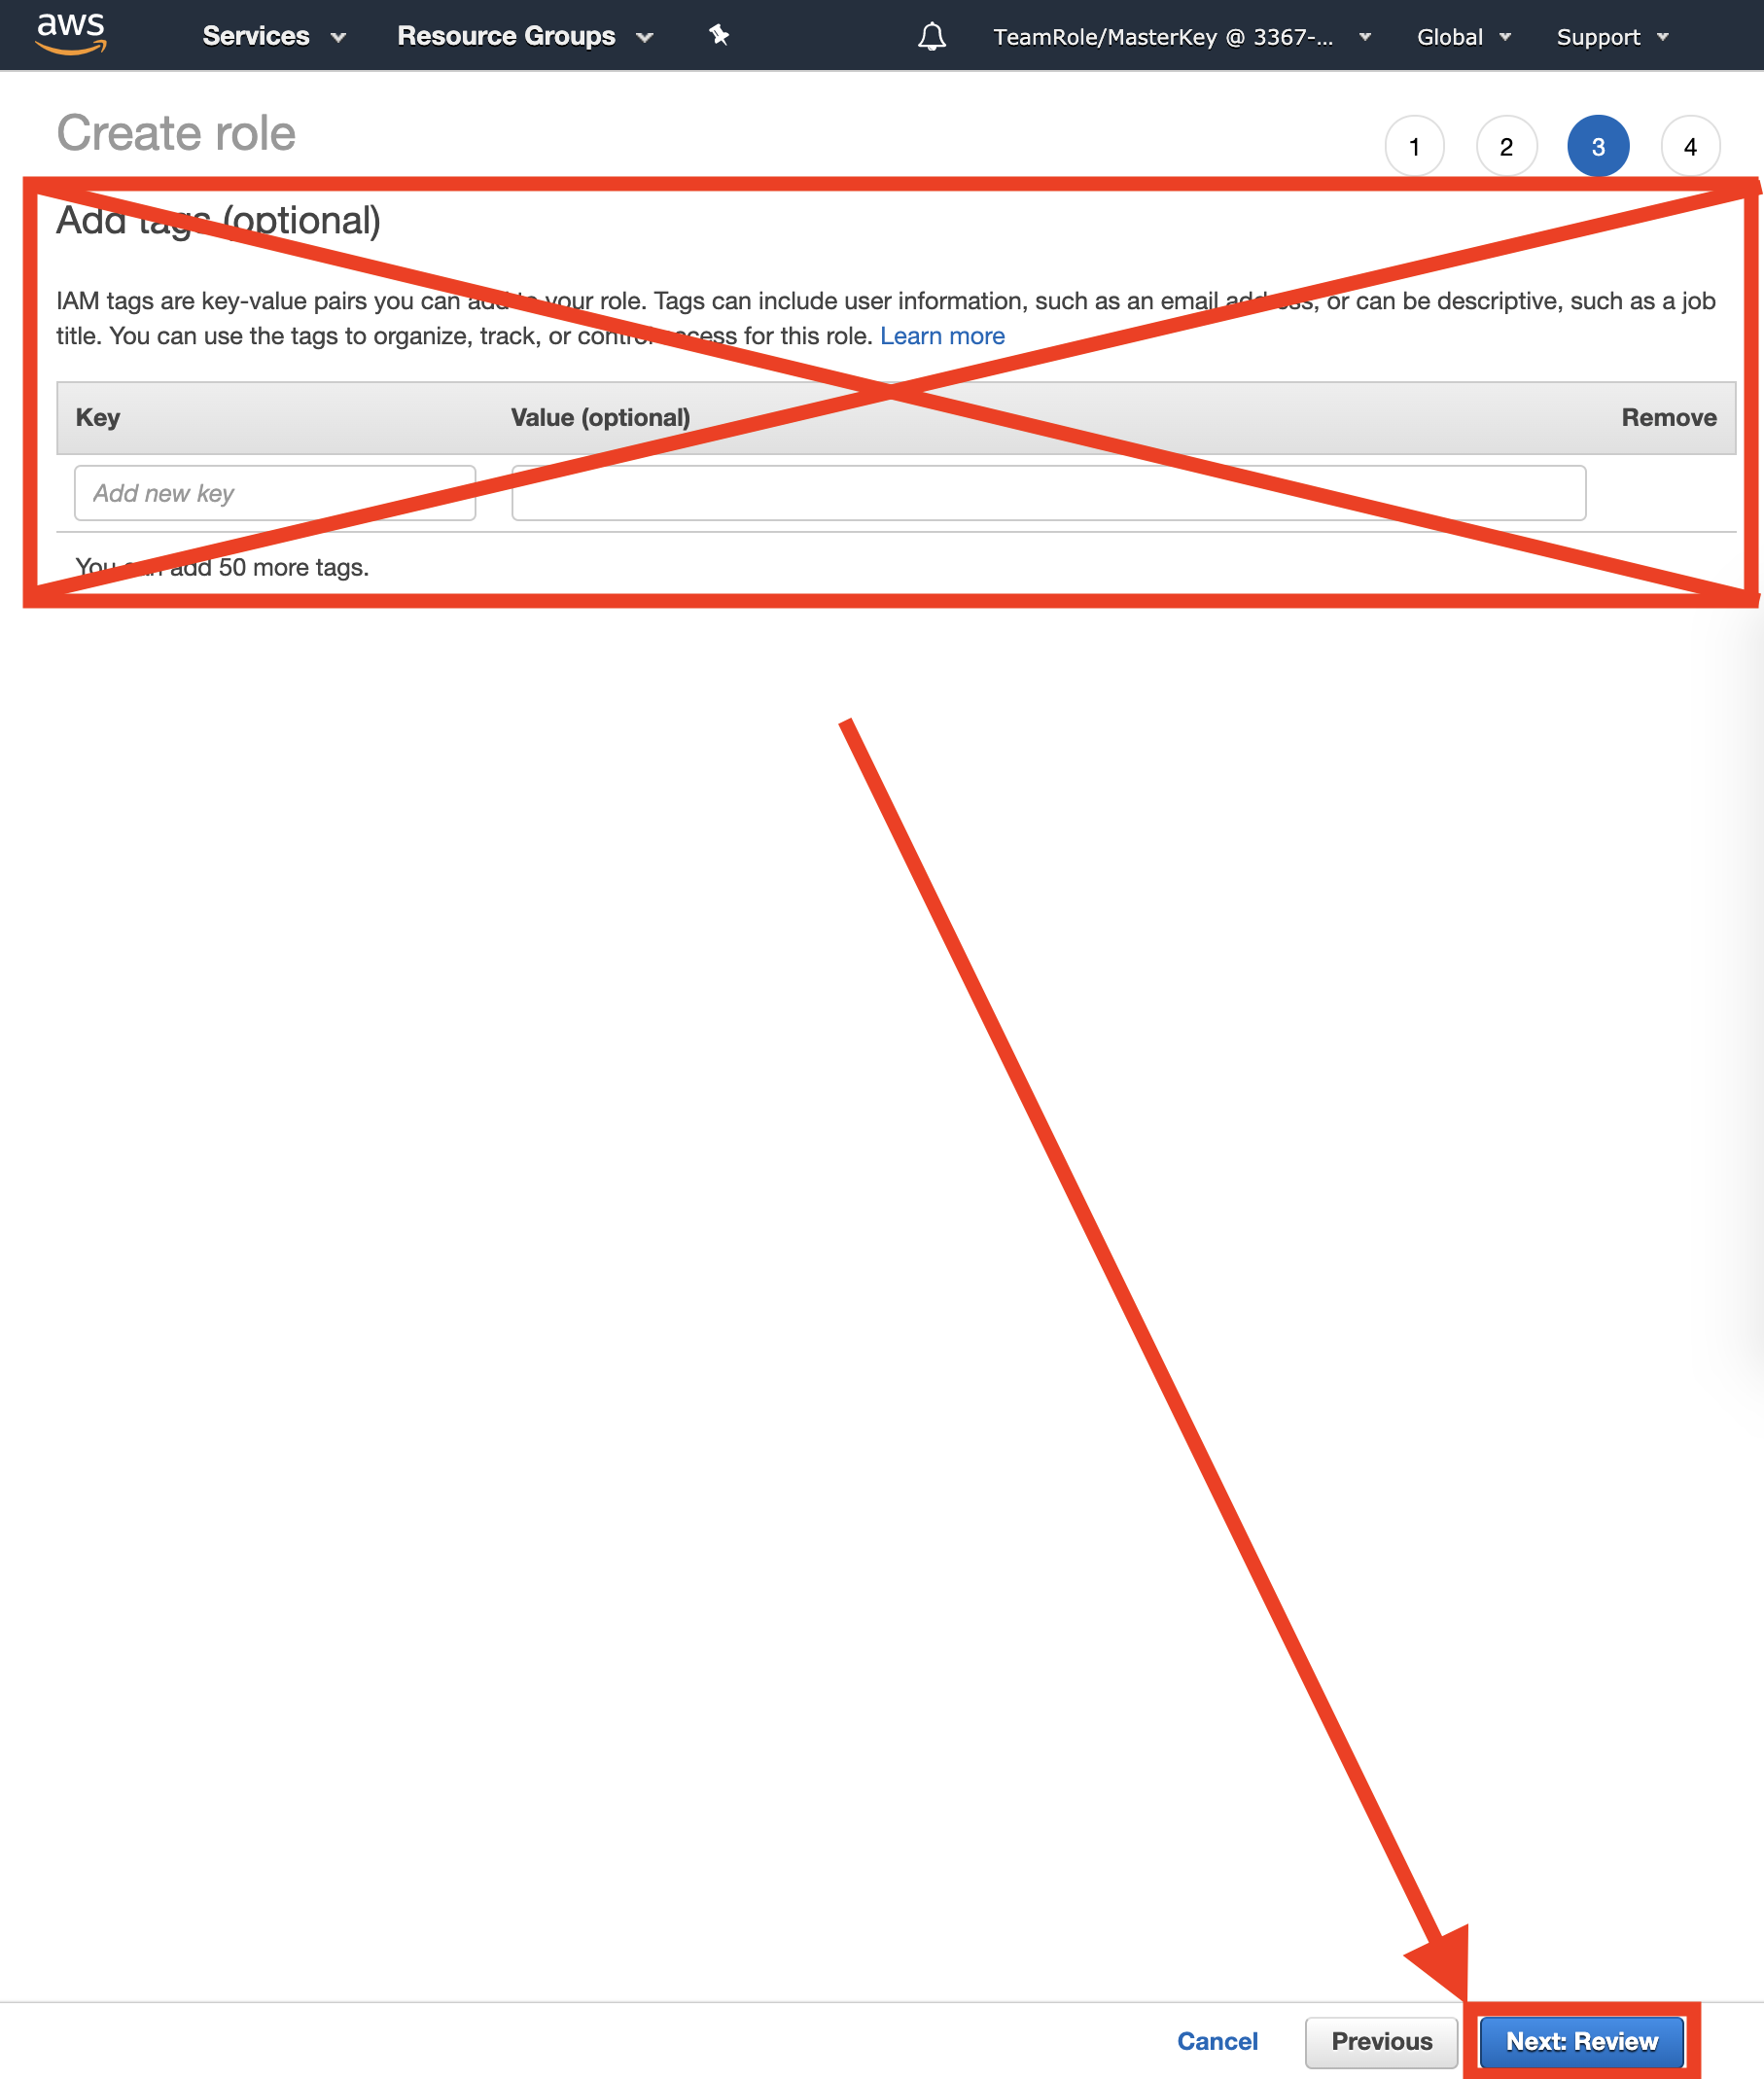 aws Services Resource Groups TeamRole/MasterKey @ 3367-... Global Support
Create role
1 2 3 4
Add tags (optional)
IAM tags are key-value pairs you can add to your role. Tags can include user information, such as an email address, or can be descriptive, such as a job
title. You can use the tags to organize, track, or control access for this role. Learn more
Key Value (optional) Remove
Add new key
You can add 50 more tags.
Cancel Previous Next: Review